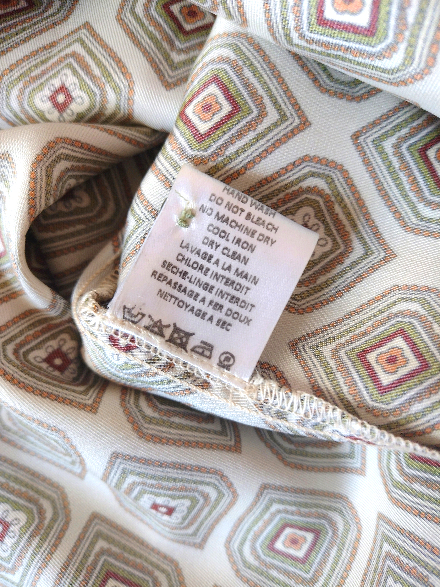 HAND WASH
DO NOT BLEACH
NO MACHINE DRY
COOL IRON
DRY CLEAN
LAVAGE A LA MAIN
CHLORE INTERDIT
SECHE-LINGE INTERDIT
REPASSAGE A FER DOUX
NETTOYAGE A SEC